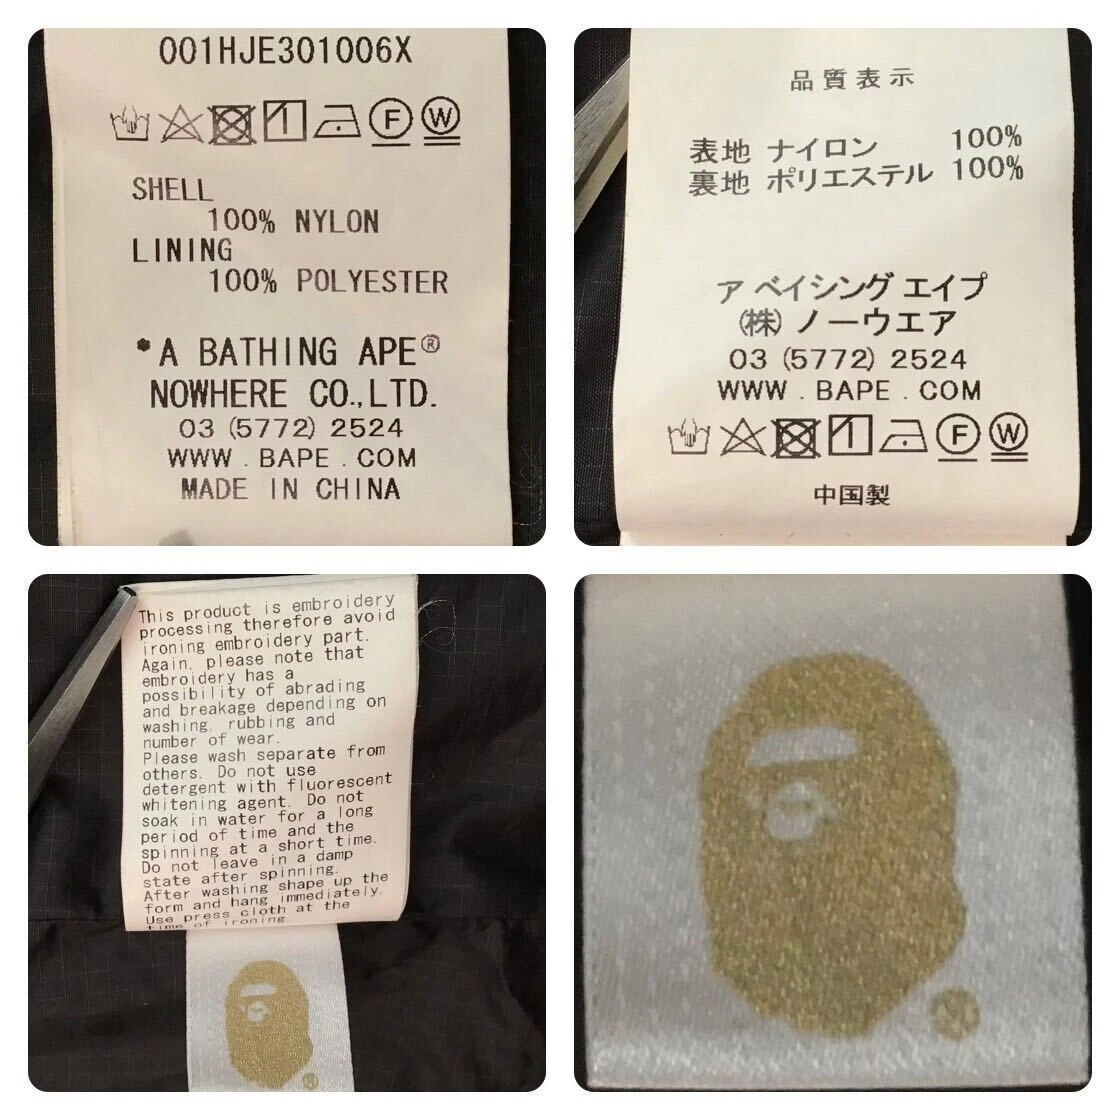 001HJE301006X
1
F
W
SHELL
100% NYLON
LINING
100% POLYESTER
*A BATHING APE®
NOWHERE CO.,LTD.
03 (5772) 2524
WWW . BAPE . COM
MADE IN CHINA
品質表示
表地 ナイロン 100%
裏地 ポリエステル 100%
ア ベイシング エイプ
(株) ノーウエア
03 (5772) 2524
WWW . BAPE . COM
1
F
W
中国製
This product is embroidery
processing therefore avoid
ironing embroidery part.
Again, please note that
embroidery has a
possibility of abrading
and breakage depending on
washing, rubbing and
number of wear.
Please wash separate from
others. Do not use
detergent with fluorescent
whitening agent. Do not
soak in water for a long
period of time and the
spinning at a short time.
Do not leave in a damp
state after spinning.
After washing shape up the
form and hang immediately.
Use press cloth at the
time of ironing.
®
®